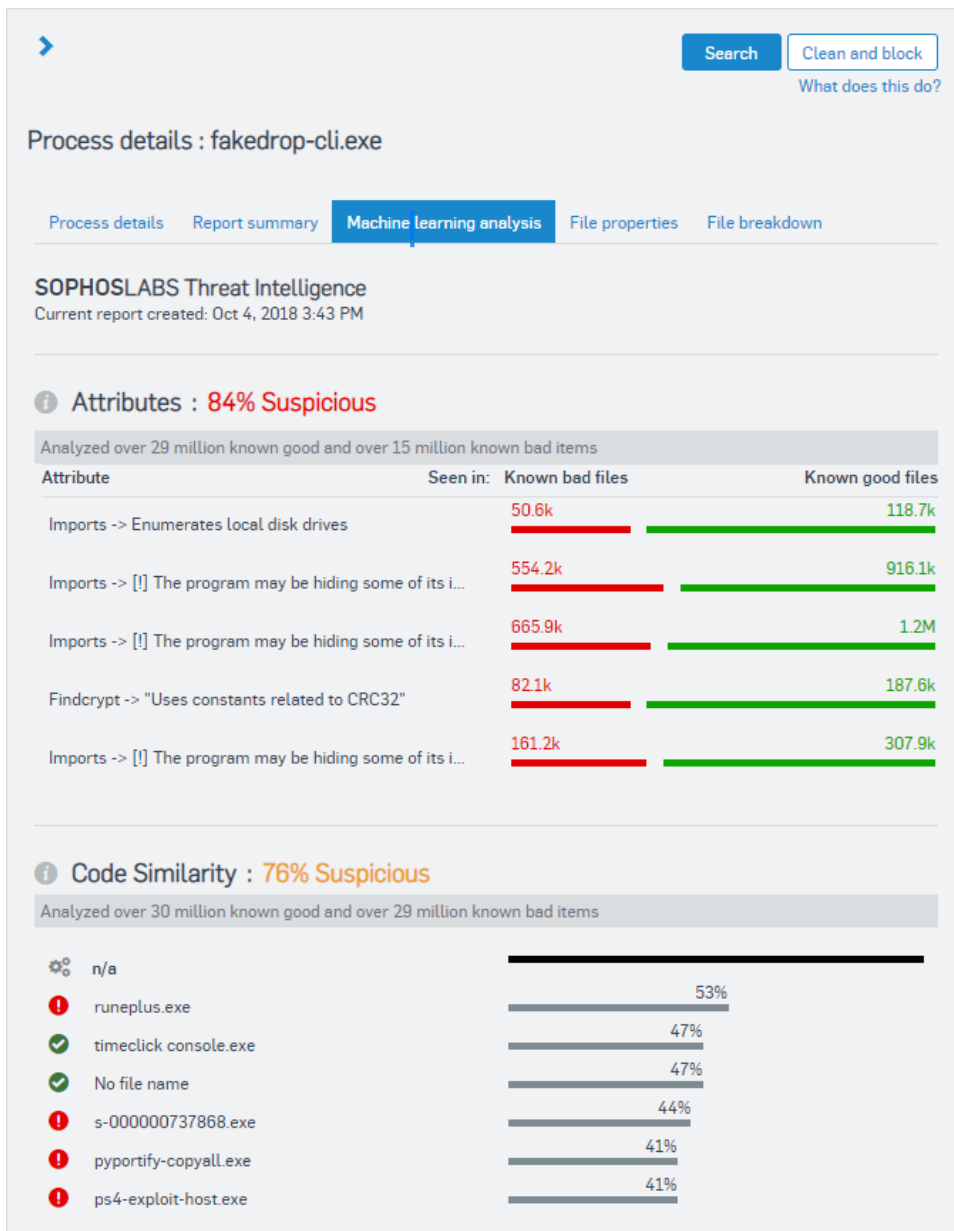 Search Clean and block
What does this do?
Process details : fakedrop-cli.exe
Process details Report summary Machine learning analysis File properties File breakdown
SOPHOSLABS Threat Intelligence
Current report created: Oct 4, 2018 3:43 PM
Attributes : 84% Suspicious
Analyzed over 29 million known good and over 15 million known bad items
Attribute Seen in: Known bad files Known good files
Imports -> Enumerates local disk drives 50.6k 118.7k
Imports -> [!] The program may be hiding some of its i... 554.2k 916.1k
Imports -> [!] The program may be hiding some of its i... 665.9k 1.2M
Findcrypt -> "Uses constants related to CRC32" 82.1k 187.6k
Imports -> [!] The program may be hiding some of its i... 161.2k 307.9k
Code Similarity : 76% Suspicious
Analyzed over 30 million known good and over 29 million known bad items
n/a
runeplus.exe 53%
timeclick console.exe 47%
No file name 47%
s-000000737868.exe 44%
pyportify-copyall.exe 41%
ps4-exploit-host.exe 41%